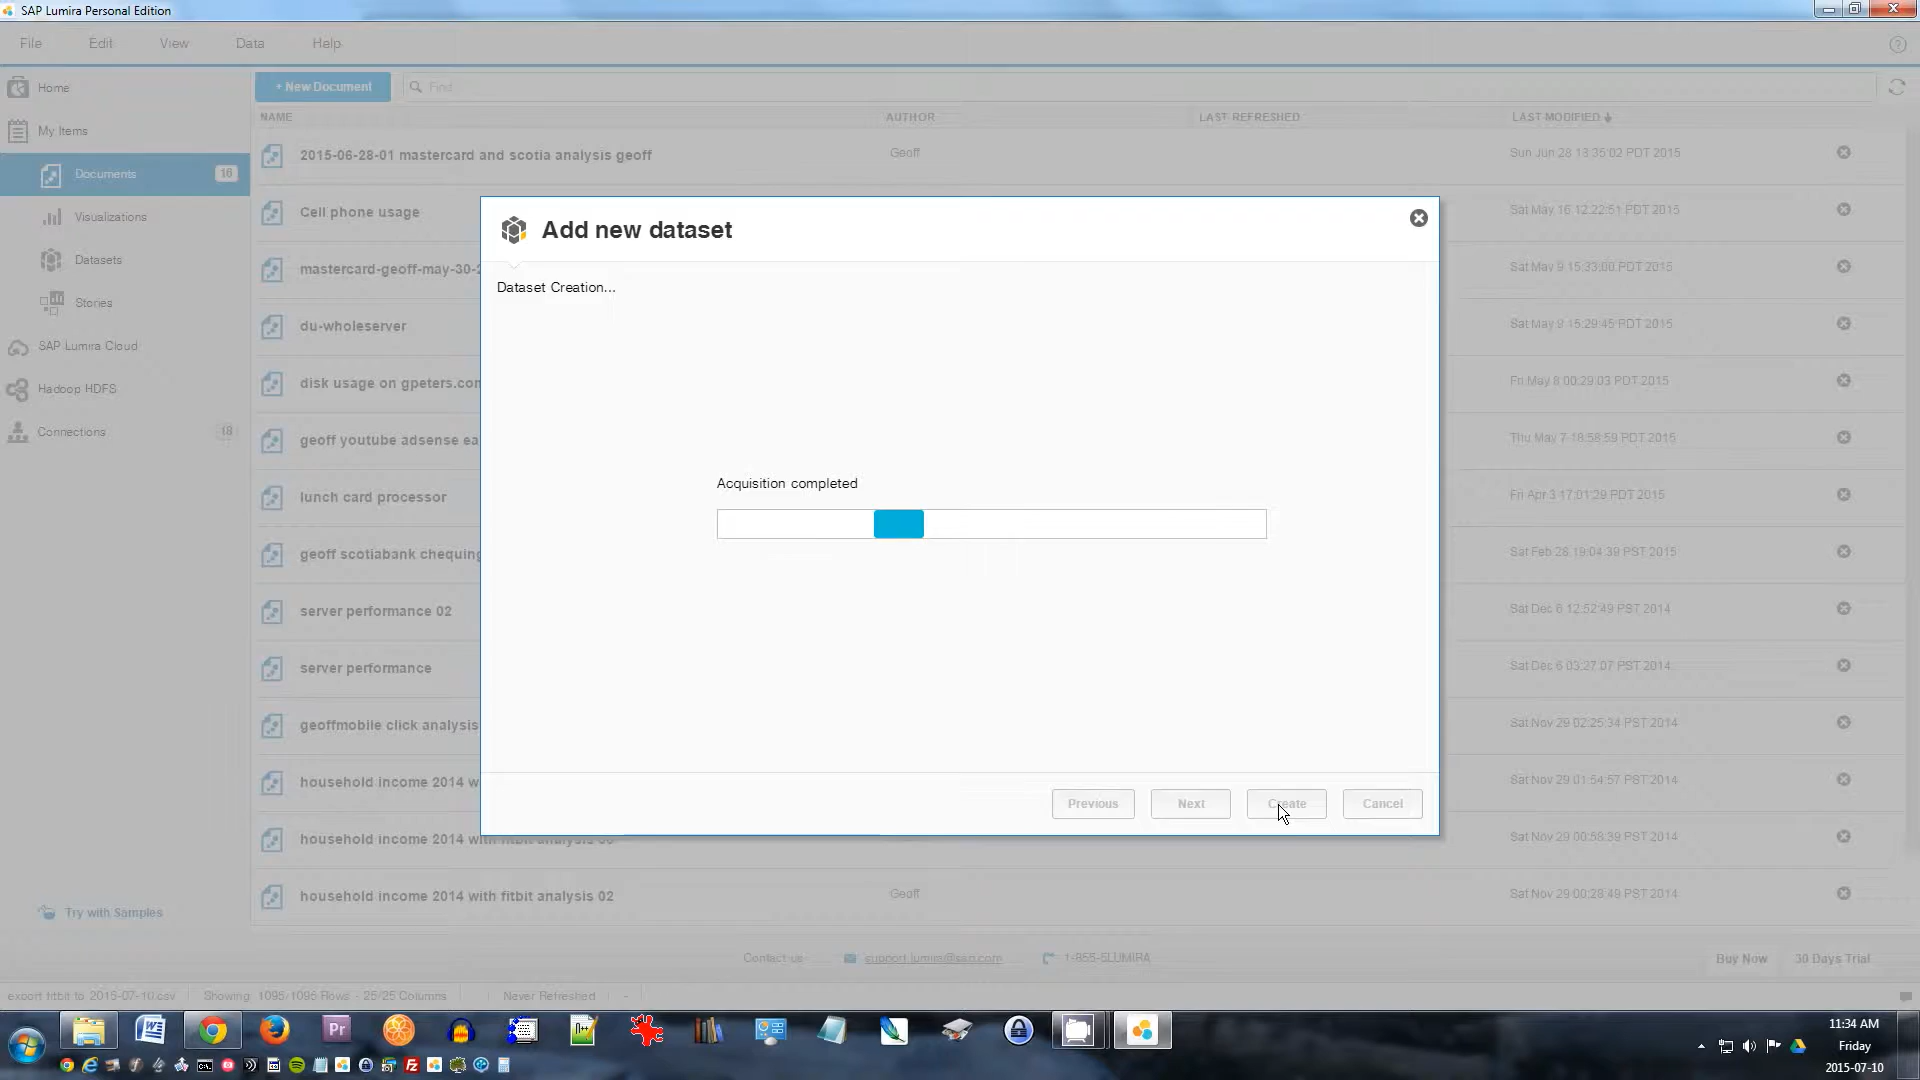 SAP Lumira Personal Edition
File Edit View Data Help
Home
My Items
Documents 16
Visualizations
Datasets
Stories
SAP Lumira Cloud
Hadoop HDFS
Connections 18
Try with Samples
+ New Document Find
NAME AUTHOR LAST REFRESHED LAST MODIFIED
2015-06-28-01 mastercard and scotia analysis geoff Geoff Sun Jun 28 13:35:02 PDT 2015
Cell phone usage Sat May 16 12:22:51 PDT 2015
mastercard-geoff-may-30-2 Sat May 9 15:33:00 PDT 2015
du-wholeserver Sat May 9 15:29:45 PDT 2015
disk usage on gpeters.com Fri May 8 00:29:03 PDT 2015
geoff youtube adsense ea Thu May 7 18:58:59 PDT 2015
lunch card processor Fri Apr 3 17:01:29 PDT 2015
geoff scotiabank chequing Sat Feb 28 19:04:39 PST 2015
server performance 02 Sat Dec 6 12:52:49 PST 2014
server performance Sat Dec 6 03:27:07 PST 2014
geoffmobile click analysis Sat Nov 29 02:25:34 PST 2014
household income 2014 wi Sat Nov 29 01:54:57 PST 2014
household income 2014 with fitbit analysis Sat Nov 29 00:58:39 PST 2014
household income 2014 with fitbit analysis 02 Geoff Sat Nov 29 00:28:49 PST 2014
Add new dataset
Dataset Creation...
Acquisition completed
Previous Next Create Cancel
Contact us support.lumira@sap.com 1-855-5LUMIRA Buy Now 30 Days Trial
export fitbit to 2015-07-10.csv Showing 1095/1095 Rows - 25/25 Columns Never Refreshed -
11:34 AM
Friday
2015-07-10